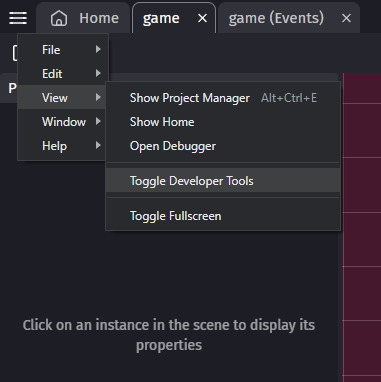 Home
game
game (Events)
File
Edit
View
Window
Help
P
Show Project Manager Alt+Ctrl+E
Show Home
Open Debugger
Toggle Developer Tools
Toggle Fullscreen
Click on an instance in the scene to display its
properties